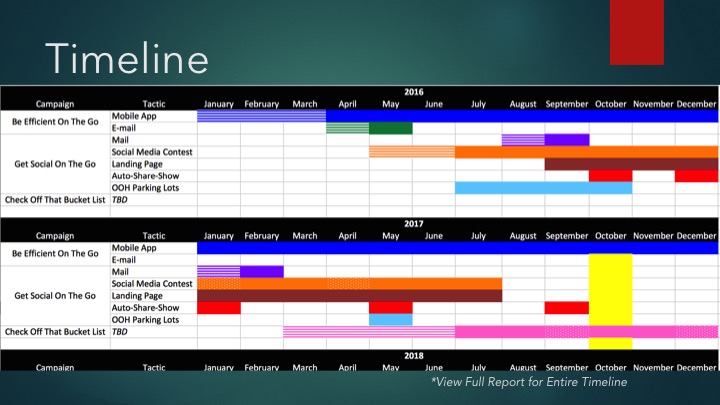 Timeline
2016
Campaign Tactic January February March April May June July August September October November December
Be Efficient On The Go
Mobile App
E-mail
Get Social On The Go
Mail
Social Media Contest
Landing Page
Auto-Share-Show
OOH Parking Lots
Check Off That Bucket List TBD
2017
Campaign Tactic January February March April May June July August September October November December
Be Efficient On The Go
Mobile App
E-mail
Get Social On The Go
Mail
Social Media Contest
Landing Page
Auto-Share-Show
OOH Parking Lots
Check Off That Bucket List TBD
2018
Campaign Tactic January February March April May June July August September October November December
*View Full Report for Entire Timeline